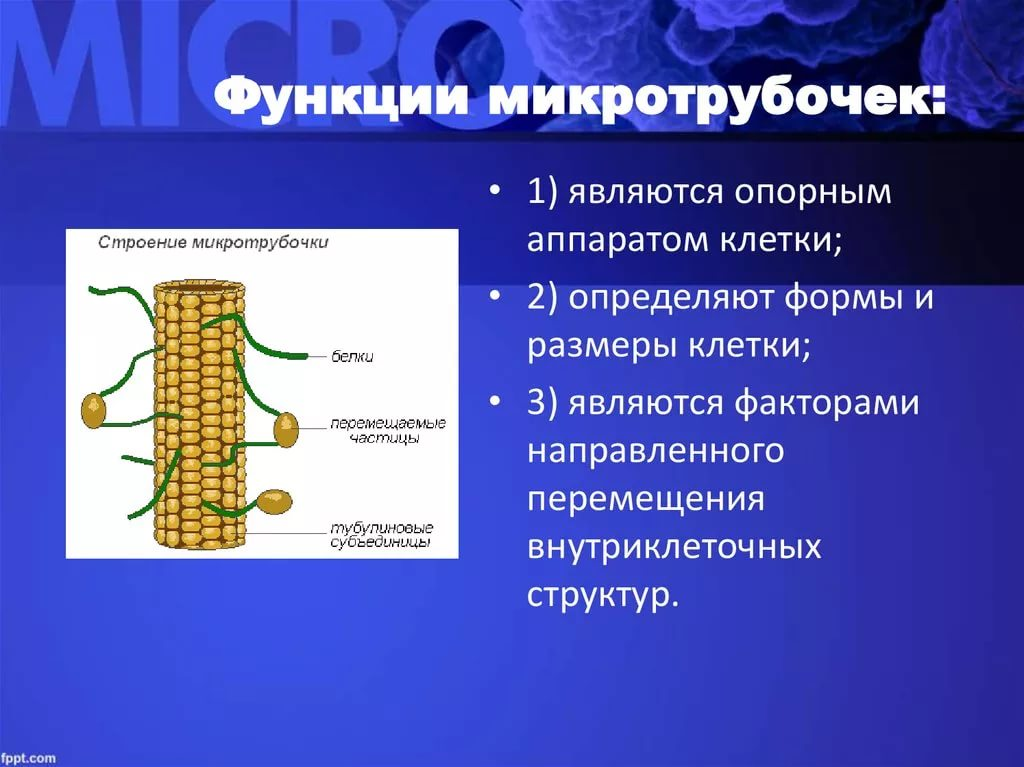 MICRO
Функции микротрубочек:
Строение микротрубочки
белки
перемещаемые
частицы
тубулиновые
субъединицы
• 1) являются опорным
аппаратом клетки;
• 2) определяют формы и
размеры клетки;
• 3) являются факторами
направленного
перемещения
внутриклеточных
структур.
fppt.com